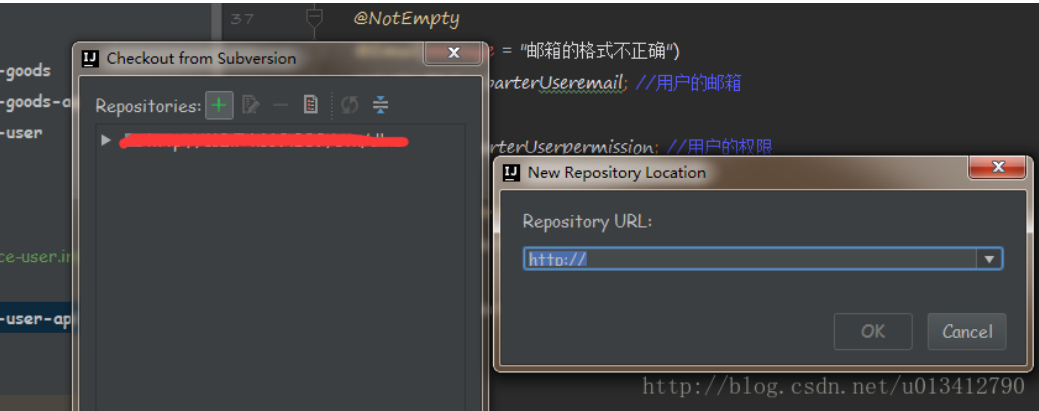 37
@NotEmpty
Checkout from Subversion
= "邮箱的格式不正确")
-goods
-goods-a
Repositories:
parterUseremail; //用户的邮箱
-user
rterUserpermission; //用户的权限
New Repository Location
Repository URL:
http://
ce-user.in
-user-ap
OK
Cancel
http://blog.csdn.net/u013412790